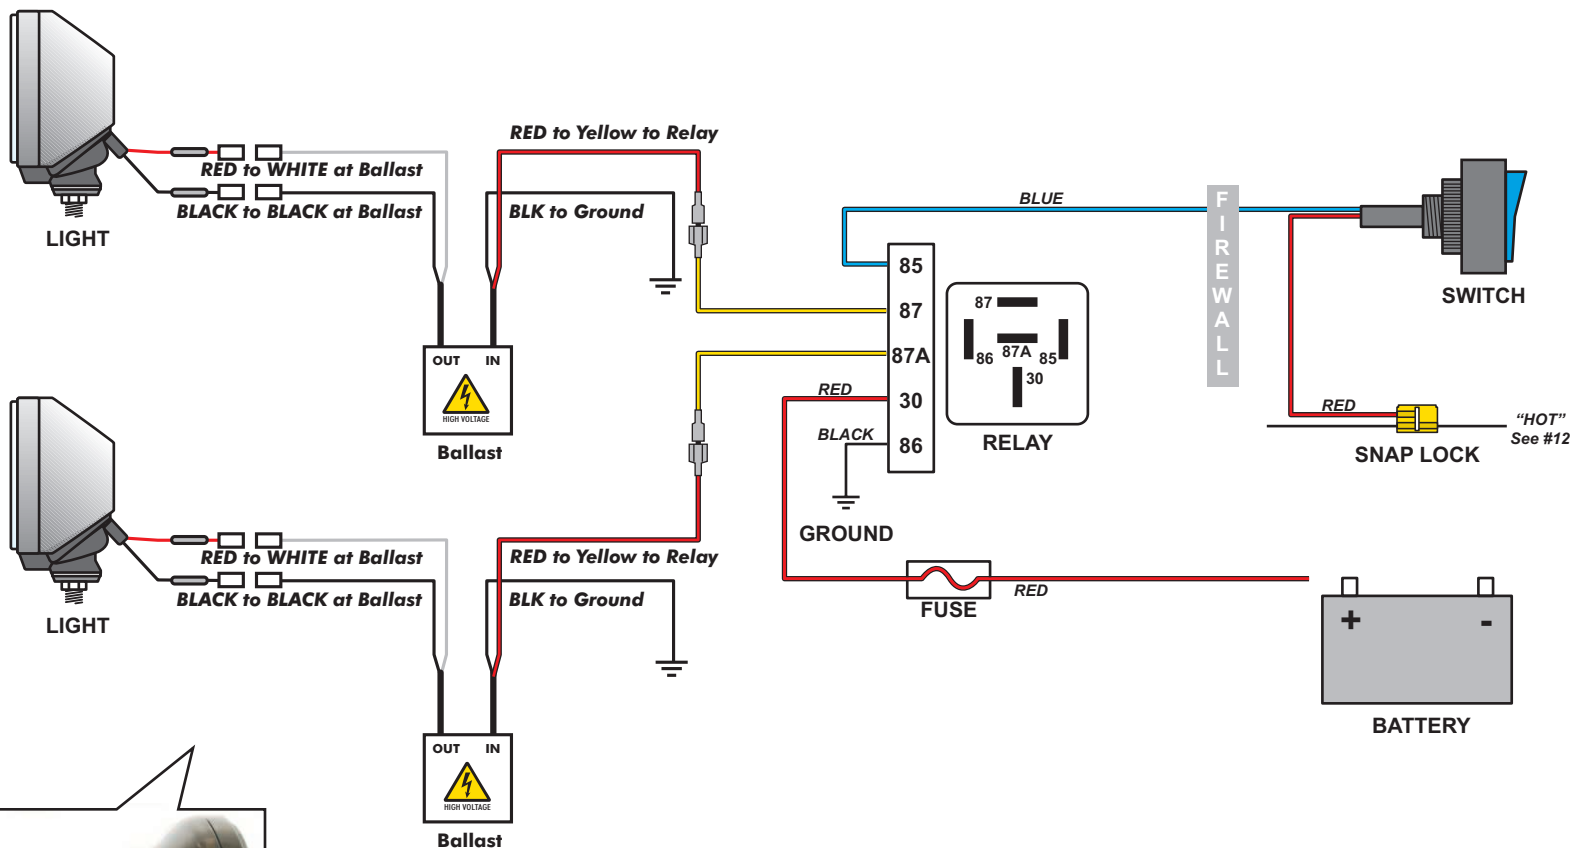 RED to WHITE at Ballast
BLACK to BLACK at Ballast
LIGHT
RED to Yellow to Relay
BLK to Ground
OUT IN
HIGH VOLTAGE
Ballast
RED to WHITE at Ballast
BLACK to BLACK at Ballast
LIGHT
RED to Yellow to Relay
BLK to Ground
OUT IN
HIGH VOLTAGE
Ballast
BLUE
85
87
87A
RED
30
BLACK
86
GROUND
87
86
87A
85
30
RELAY
FIREWALL
SWITCH
RED
SNAP LOCK
“HOT”
See #12
FUSE
RED
+ -
BATTERY